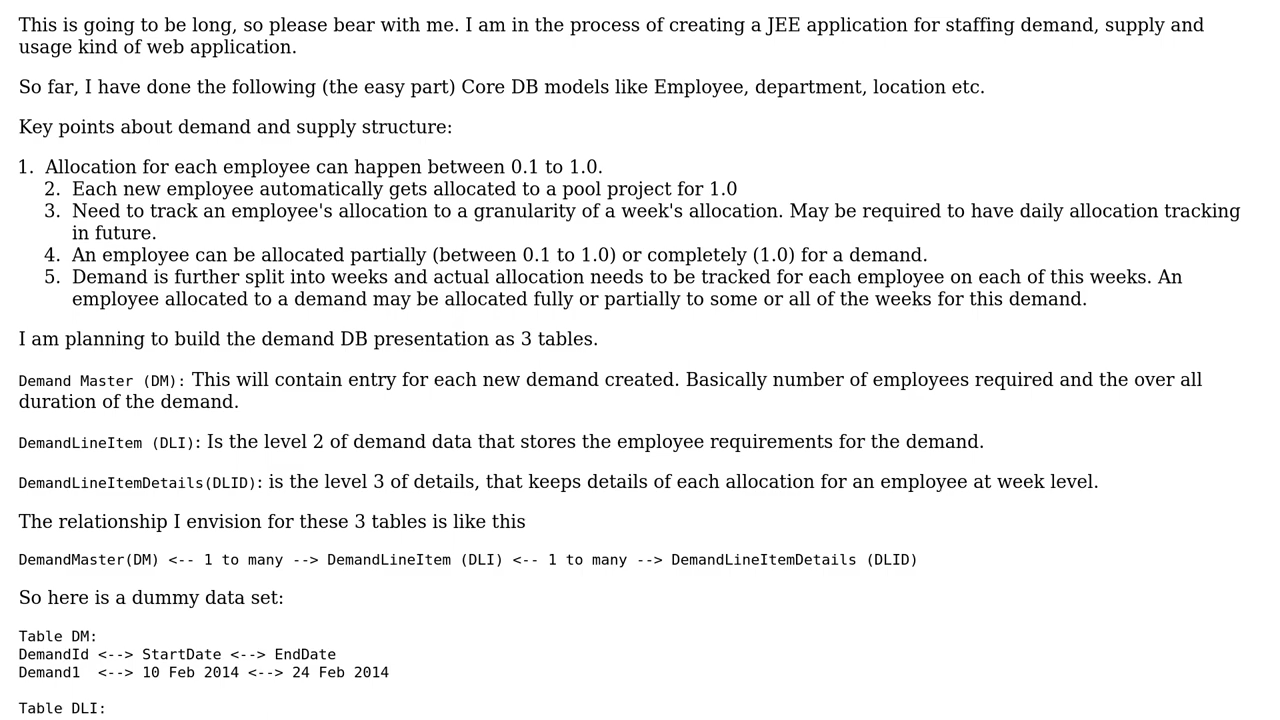 This is going to be long, so please bear with me. I am in the process of creating a JEE application for staffing demand, supply and
usage kind of web application.
So far, I have done the following (the easy part) Core DB models like Employee, department, location etc.
Key points about demand and supply structure:
1. Allocation for each employee can happen between 0.1 to 1.0.
2. Each new employee automatically gets allocated to a pool project for 1.0
3. Need to track an employee's allocation to a granularity of a week's allocation. May be required to have daily allocation tracking
in future.
4. An employee can be allocated partially (between 0.1 to 1.0) or completely (1.0) for a demand.
5. Demand is further split into weeks and actual allocation needs to be tracked for each employee on each of this weeks. An
employee allocated to a demand may be allocated fully or partially to some or all of the weeks for this demand.
I am planning to build the demand DB presentation as 3 tables.
Demand Master (DM): This will contain entry for each new demand created. Basically number of employees required and the over all
duration of the demand.
DemandLineItem (DLI): Is the level 2 of demand data that stores the employee requirements for the demand.
DemandLineItemDetails(DLID): is the level 3 of details, that keeps details of each allocation for an employee at week level.
The relationship I envision for these 3 tables is like this
DemandMaster(DM) <-- 1 to many --> DemandLineItem (DLI) <-- 1 to many --> DemandLineItemDetails (DLID)
So here is a dummy data set:
Table DM:
DemandId <--> StartDate <--> EndDate
Demand1  <--> 10 Feb 2014 <--> 24 Feb 2014
Table DLI: